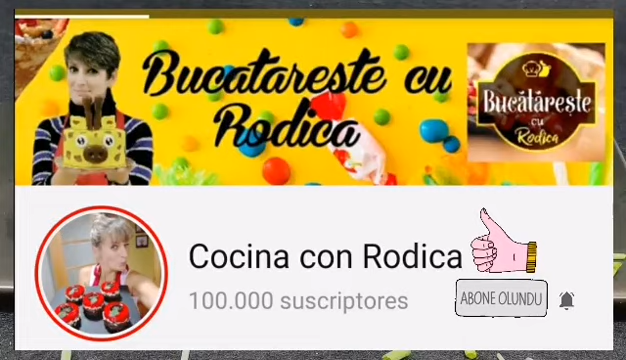 Bucatareste cu
Rodica
Bucătărește
cu
Rodica
Cocina con Rodica
100.000 suscriptores
ABONE OLUNDU